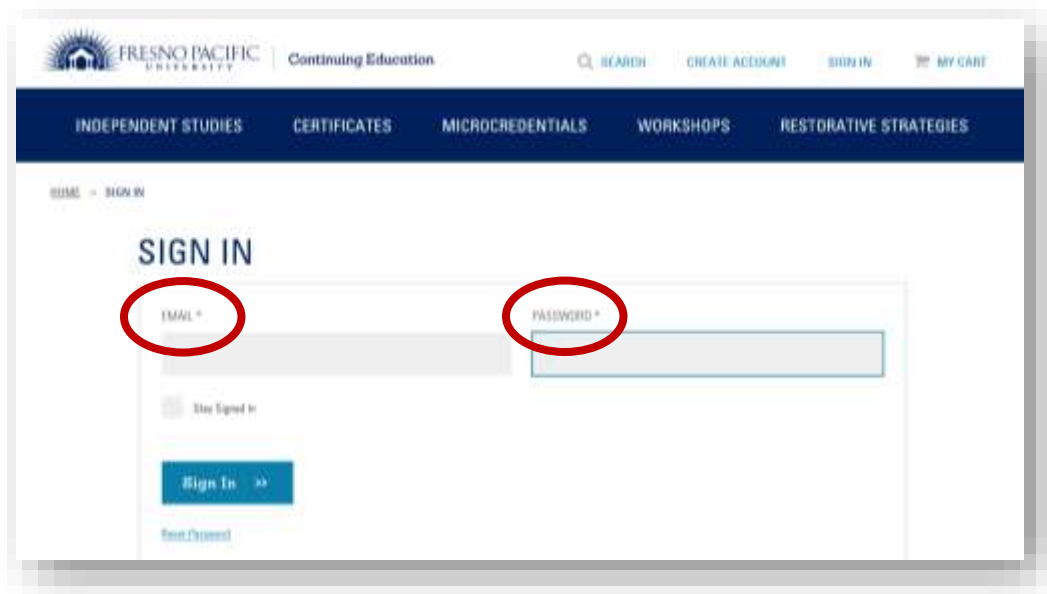 FRESNO PACIFIC
UNIVERSITY
Continuing Education
SEARCH CREATE ACCOUNT SIGN IN MY CART
INDEPENDENT STUDIES CERTIFICATES MICROCREDENTIALS WORKSHOPS RESTORATIVE STRATEGIES
HOME > SIGN IN
SIGN IN
EMAIL * PASSWORD *
Stay Signed In
Sign In >>
Reset Password